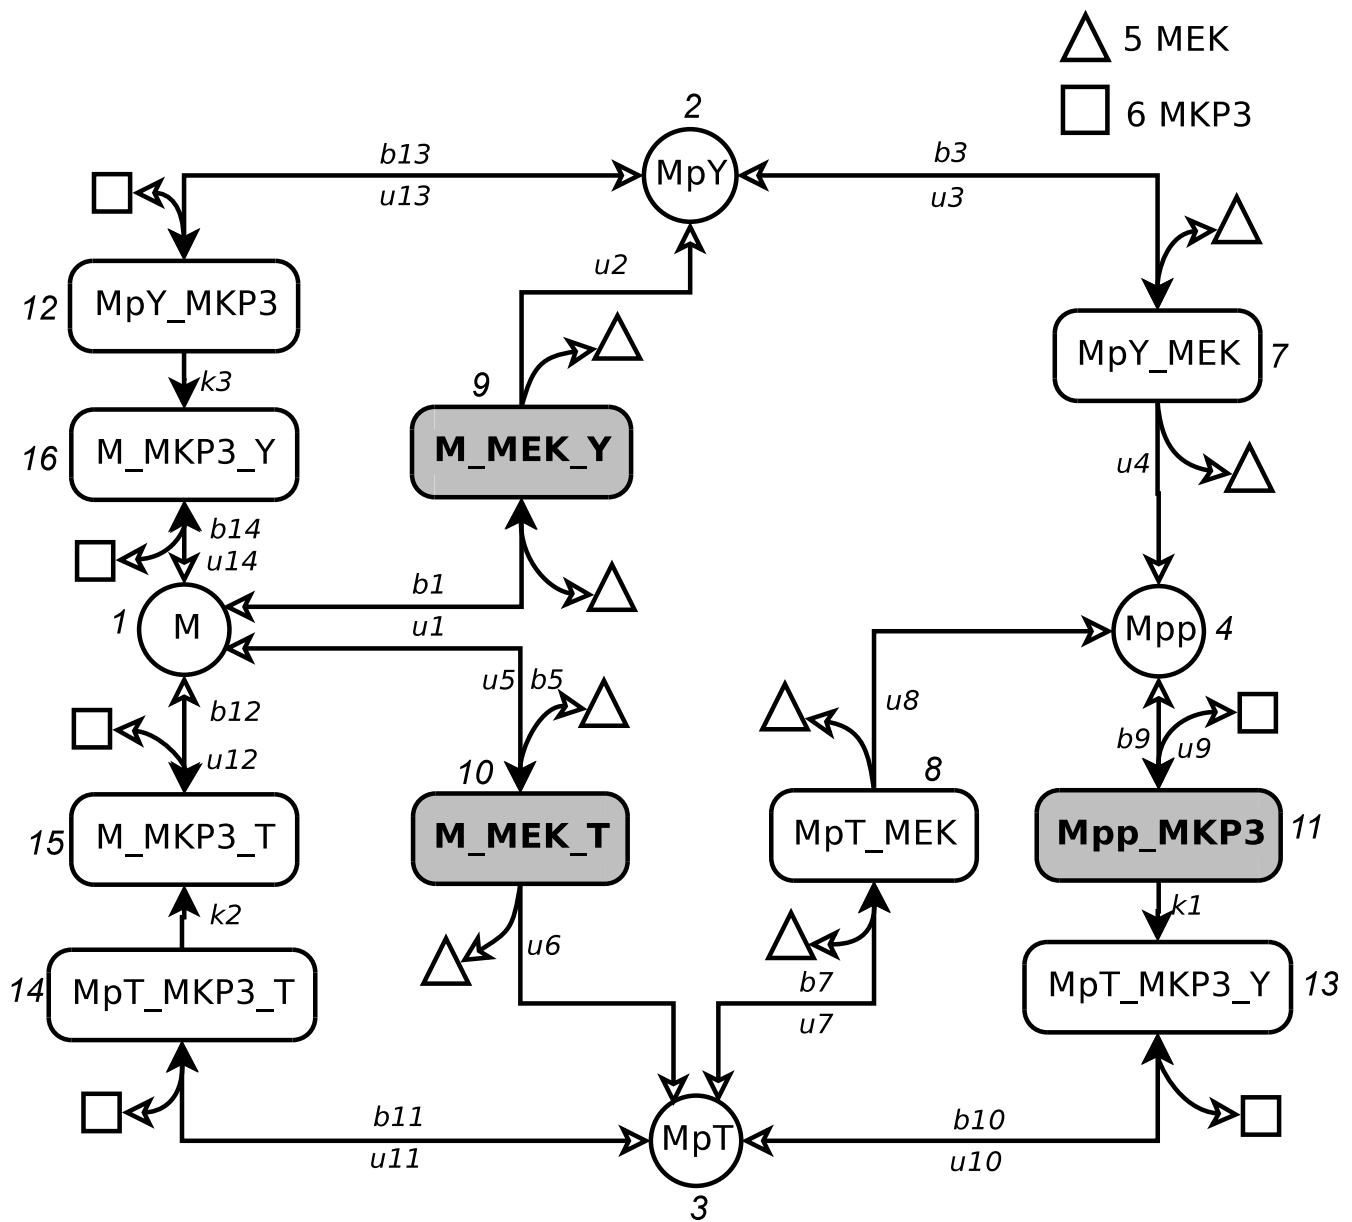 5 MEK
2
6 MKP3
b13
MpY
b3
u13
u3
u2
12
MpY_MKP3
MpY_MEK
7
k3
9
16
M_MKP3_Y
M_MEK_Y
u4
b14
u14
b1
1
M
u1
Mpp
4
u5
b5
b12
u8
b9
u9
u12
10
8
15
M_MKP3_T
M_MEK_T
MpT_MEK
Mpp_MKP3
11
k2
k1
u6
14
MpT_MKP3_T
b7
MpT_MKP3_Y
13
u7
b11
b10
MpT
u11
u10
3